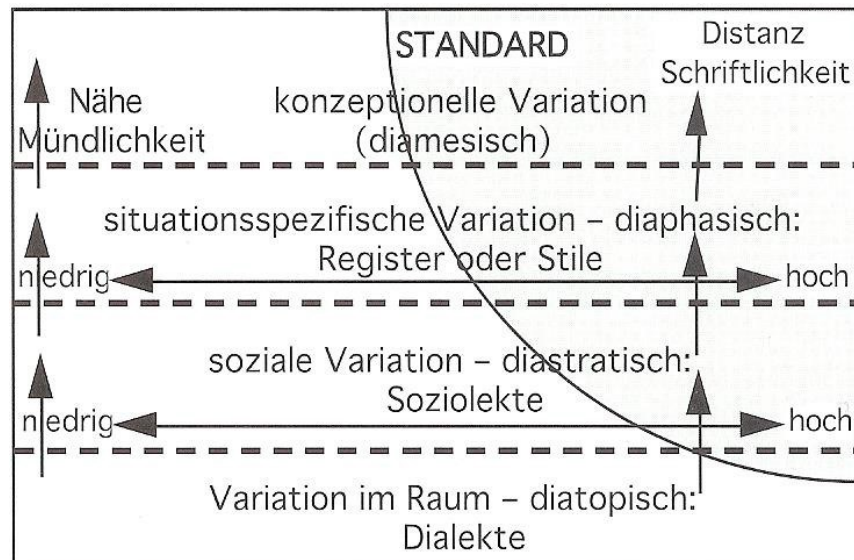 STANDARD
Distanz
Schriftlichkeit
Nähe
Mündlichkeit
konzeptionelle Variation
(diamesisch)
situationsspezifische Variation – diaphasisch:
Register oder Stile
niedrig
hoch
soziale Variation – diastratisch:
Soziolekte
niedrig
hoch
Variation im Raum – diatopisch:
Dialekte